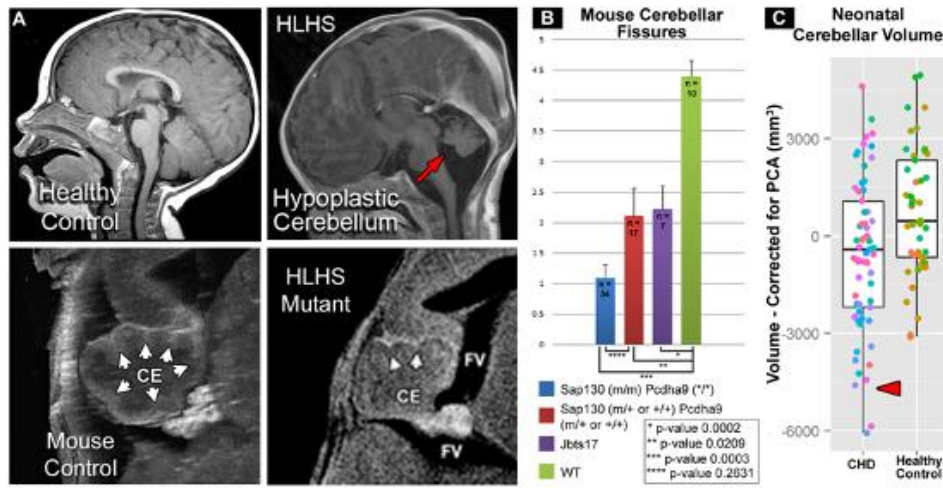 A
Healthy
Control
HLHS
Hypoplastic
Cerebellum
Mouse
Control
CE
HLHS
Mutant
CE
FV
FV
B
Mouse Cerebellar
Fissures
5
4.5
4
3.5
3
2.5
2
1.5
1
0.5
0
n =
34
n =
17
n =
7
n =
10
****
*
**
***
Sap130 (m/m) Pcdha9 (*/*)
Sap130 (m/+ or +/+) Pcdha9
(m/+ or +/+)
Jbts17
WT
* p-value 0.0002
** p-value 0.0209
*** p-value 0.0003
**** p-value 0.2631
C
Neonatal
Cerebellar Volume
Volume - Corrected for PCA (mm³)
3000
0
-3000
-6000
CHD
Healthy
Control